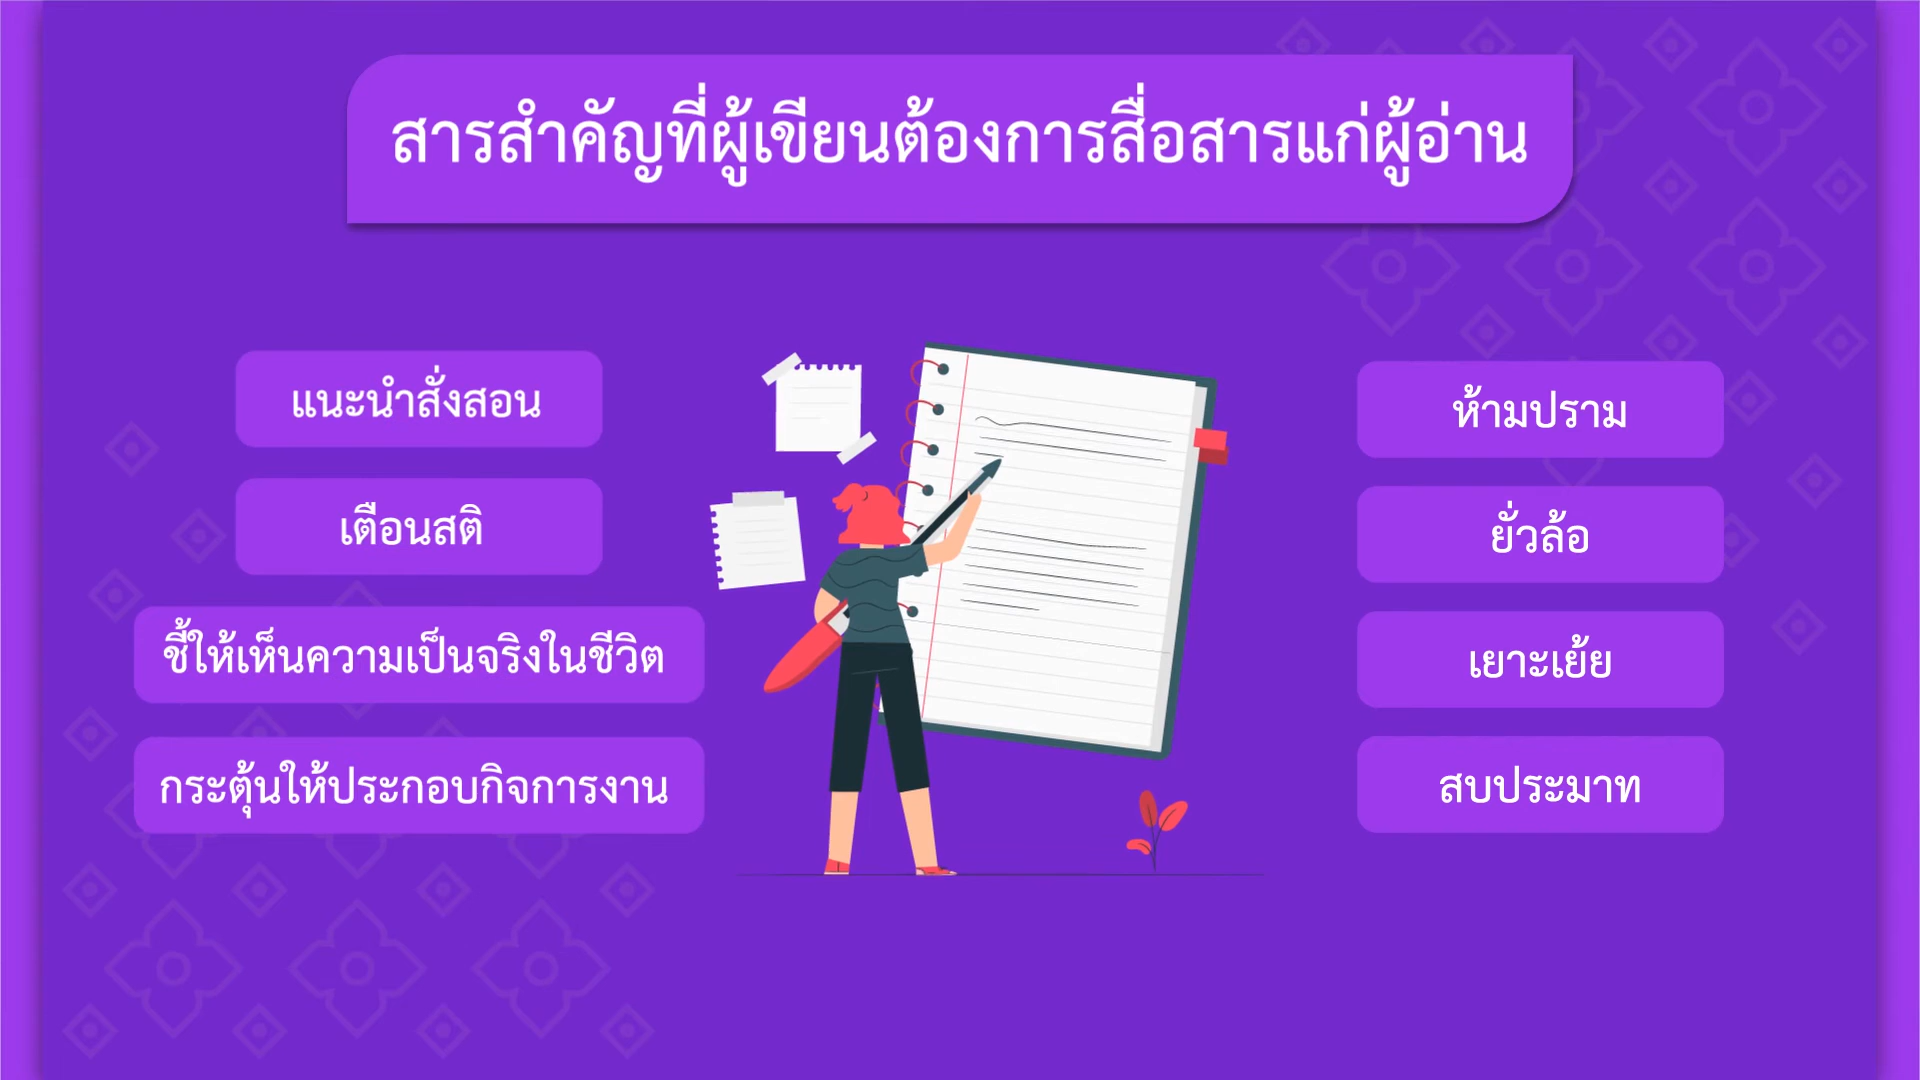 สารสำคัญที่ผู้เขียนต้องการสื่อสารแก่ผู้อ่าน
แนะนำสั่งสอน
เตือนสติ
ชี้ให้เห็นความเป็นจริงในชีวิต
กระตุ้นให้ประกอบกิจการงาน
ห้ามปราม
ยั่วล้อ
เยาะเย้ย
สบประมาท